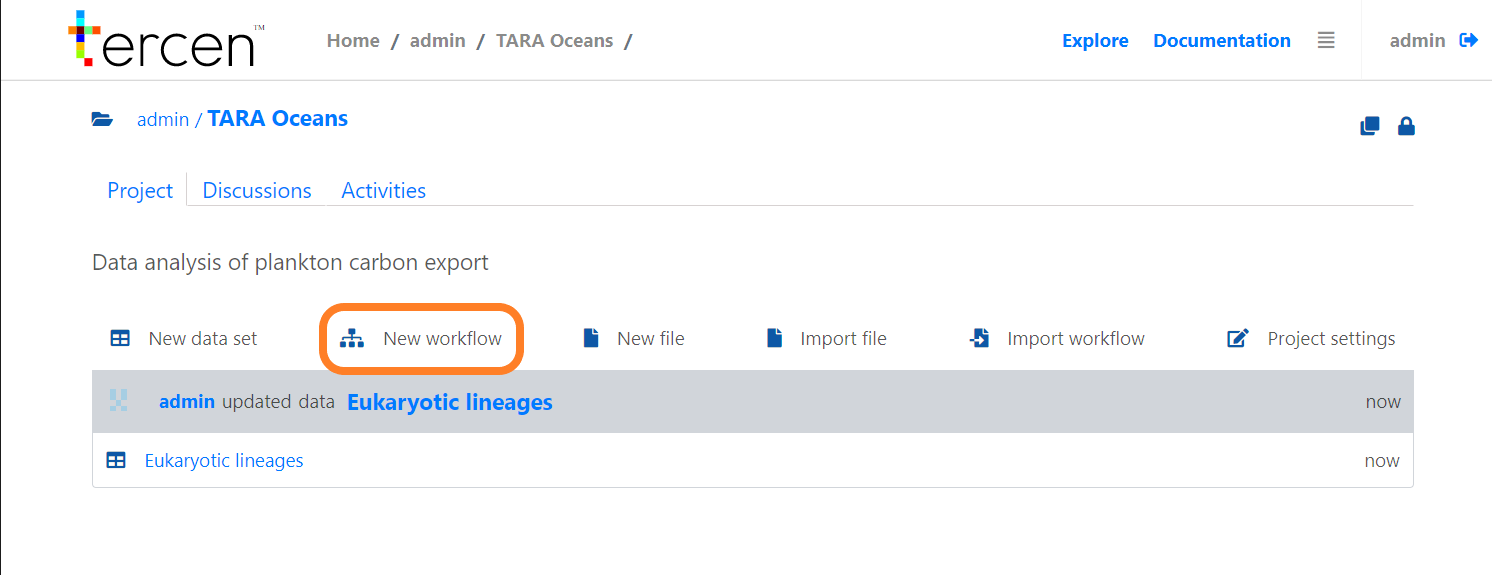 tercen™ Home / admin / TARA Oceans / Explore Documentation admin
admin / TARA Oceans
Project Discussions Activities
Data analysis of plankton carbon export
New data set New workflow New file Import file Import workflow Project settings
admin updated data Eukaryotic lineages now
Eukaryotic lineages now